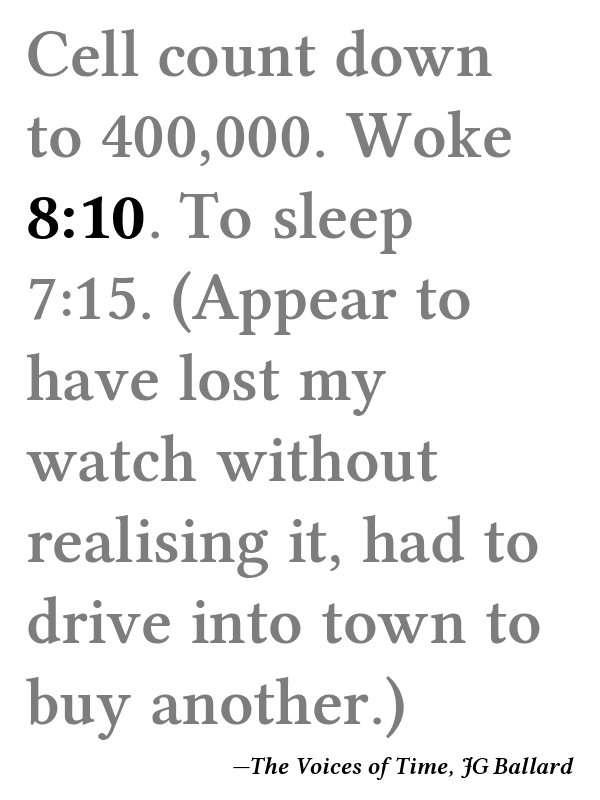 Cell count down
to 400,000. Woke
8:10. To sleep
7:15. (Appear to
have lost my
watch without
realising it, had to
drive into town to
buy another.)
—The Voices of Time, JG Ballard